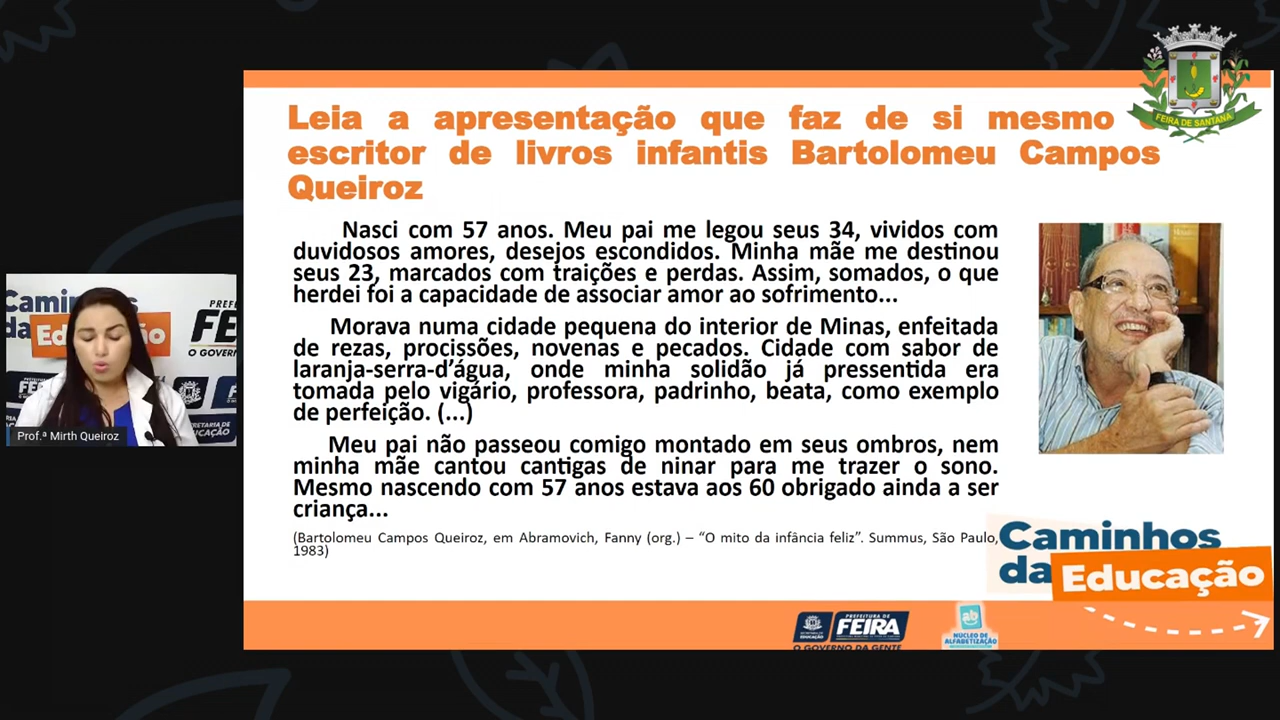 FEIRA DE SANTANA
Leia a apresentação que faz de si mesmo
escritor de livros infantis Bartolomeu Campos
Queiroz
Nasci com 57 anos. Meu pai me legou seus 34, vividos com
duvidosos amores, desejos escondidos. Minha mãe me destinou
seus 23, marcados com traições e perdas. Assim, somados, o que
herdei foi a capacidade de associar amor ao sofrimento...
Morava numa cidade pequena do interior de Minas, enfeitada
de rezas, procissões, novenas e pecados. Cidade com sabor de
laranja-serra-d’água, onde minha solidão já pressentida era
tomada pelo vigário, professora, padrinho, beata, como exemplo
de perfeição. (...)
Meu pai não passeou comigo montado em seus ombros, nem
minha mãe cantou cantigas de ninar para me trazer o sono.
Mesmo nascendo com 57 anos estava aos 60 obrigado ainda a ser
criança...
(Bartolomeu Campos Queiroz, em Abramovich, Fanny (org.) – “O mito da infância feliz”. Summus, São Paulo,
1983)
Caminhos
da Educação
PREFEITURA DE
FEIRA
O GOVERNO DA GENTE
ab
NÚCLEO DE
ALFABETIZAÇÃO
Caminhos
da Educação
PREFE
FE
O GOVERNO
Prof.ª Mirth Queiroz